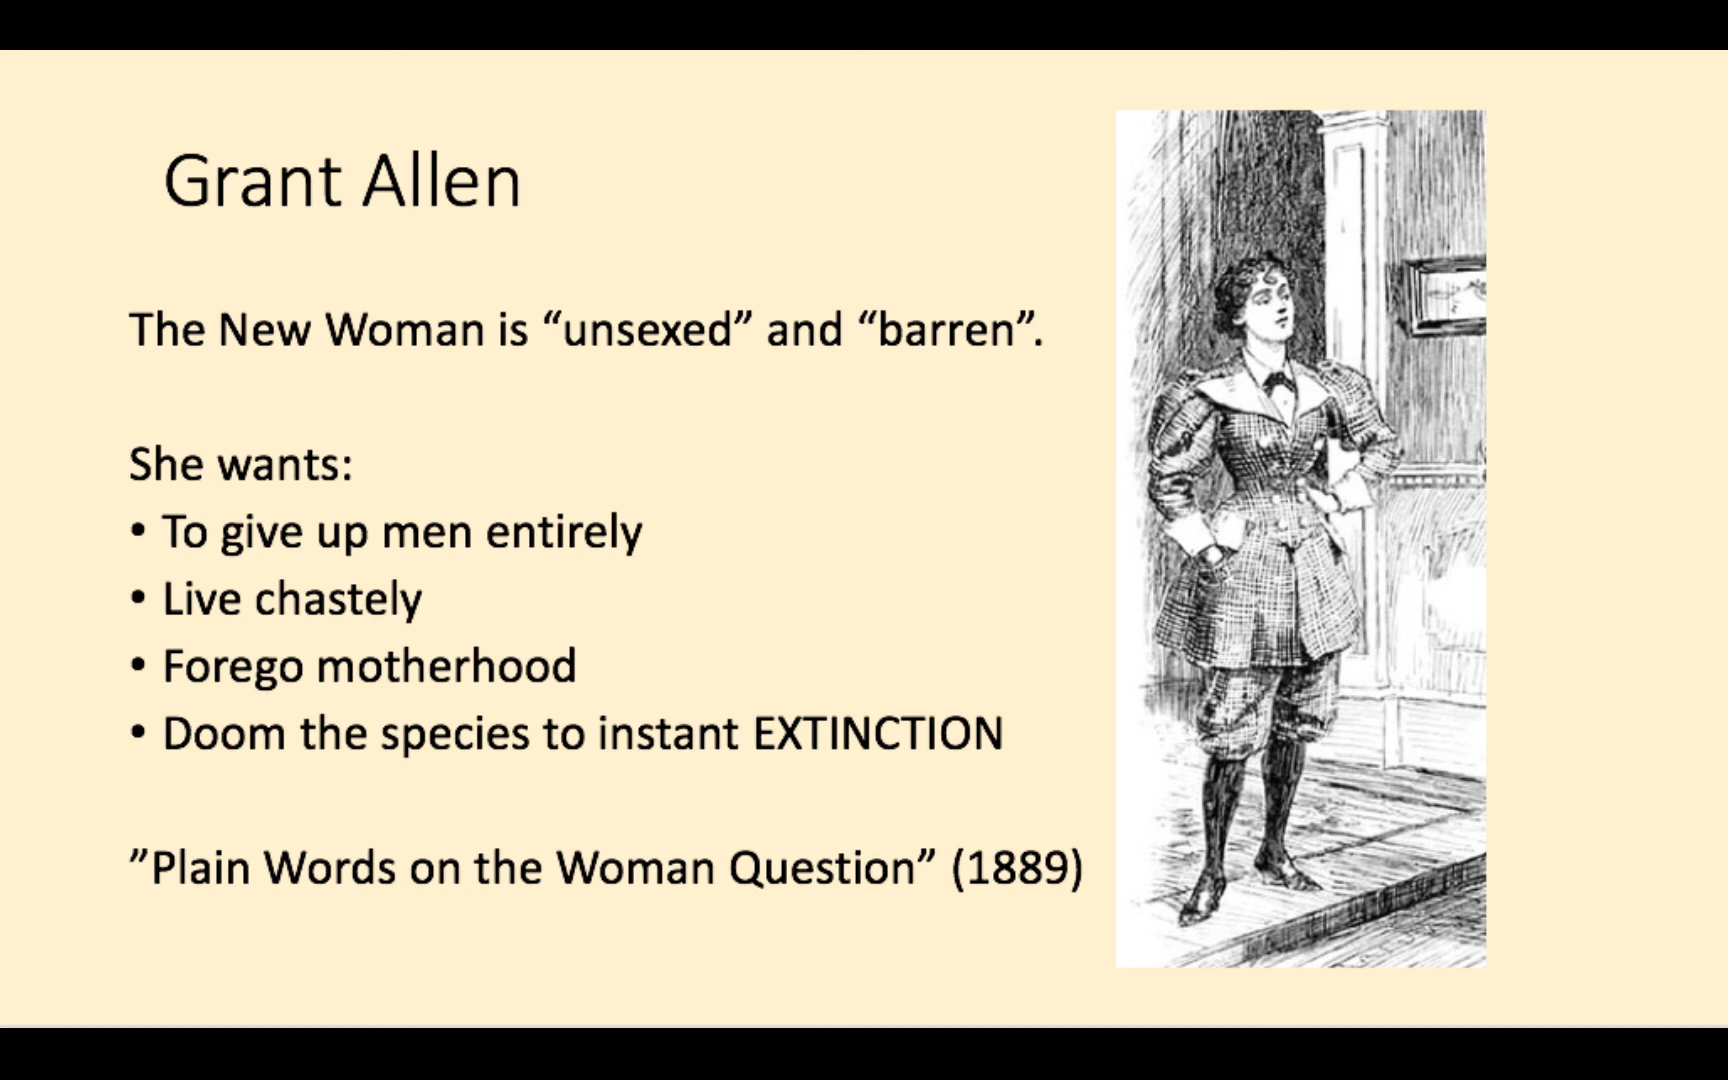 Grant Allen
The New Woman is “unsexed” and “barren”.
She wants:
• To give up men entirely
• Live chastely
• Forego motherhood
• Doom the species to instant EXTINCTION
”Plain Words on the Woman Question” (1889)